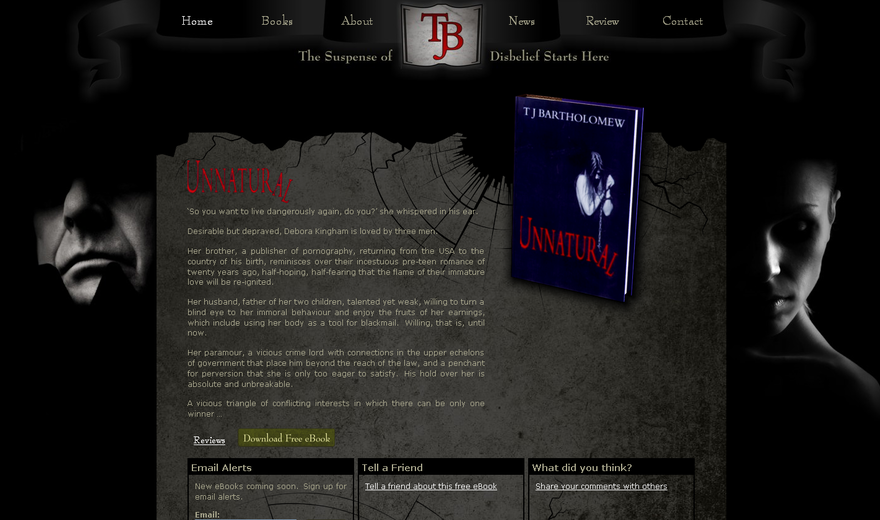 Home Books About TJB News Review Contact
The Suspense of Disbelief Starts Here
T J BARTHOLOMEW
UNNATURAL
UNNATURAL
'So you want to live dangerously again, do you?' she whispered in his ear.
Desirable but depraved, Debora Kingham is loved by three men.
Her brother, a publisher of pornography, returning from the USA to the
country of his birth, reminisces over their incestuous pre-teen romance of
twenty years ago, half-hoping, half-fearing that the flame of their immature
love will be re-ignited.
Her husband, father of her two children, talented yet weak, willing to turn a
blind eye to her immoral behaviour and enjoy the fruits of her earnings,
which include using her body as a tool for blackmail. Willing, that is, until
now.
Her paramour, a vicious crime lord with connections in the upper echelons
of government that place him beyond the reach of the law, and a penchant
for perversion that she is only too eager to satisfy. His hold over her is
absolute and unbreakable.
A vicious triangle of conflicting interests in which there can be only one
winner ...
Reviews Download Free eBook
Email Alerts
New eBooks coming soon. Sign up for
email alerts.
Email:
Tell a Friend
Tell a friend about this free eBook
What did you think?
Share your comments with others